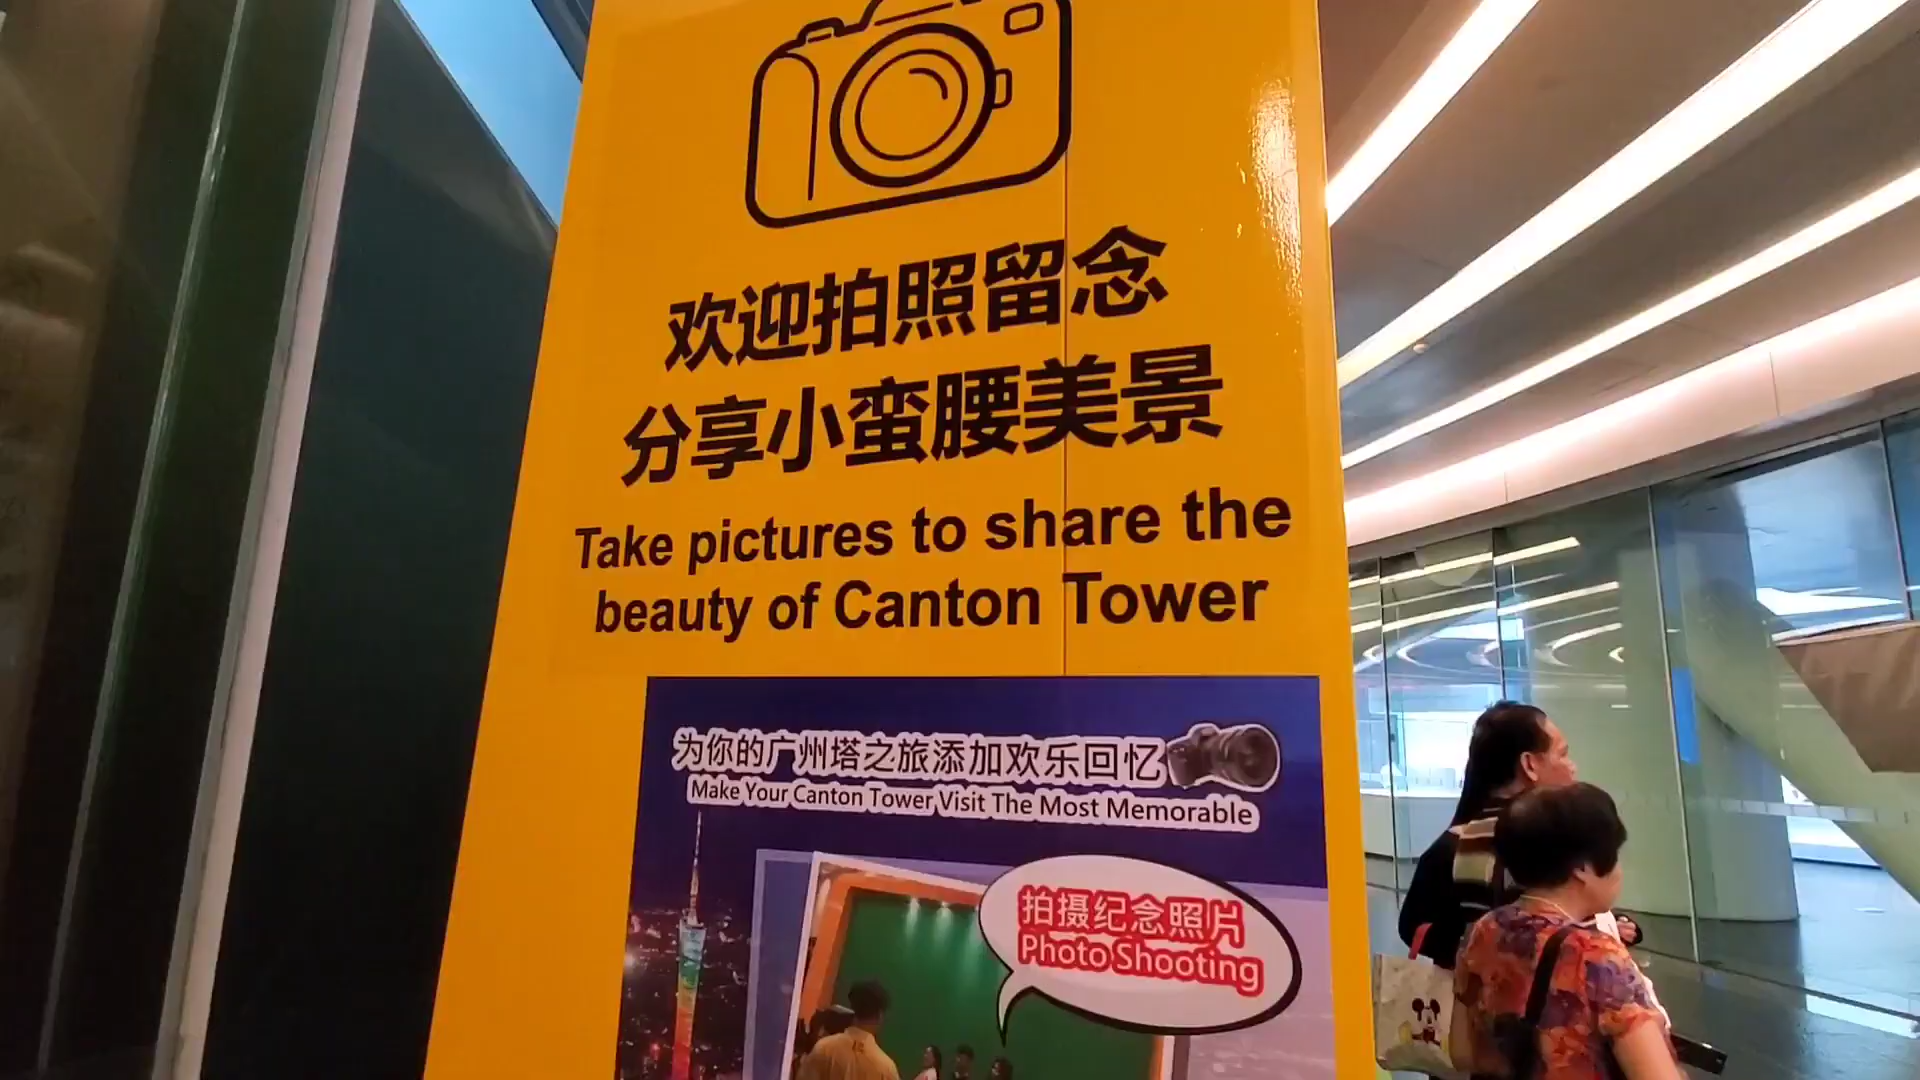 欢迎拍照留念
分享小蛮腰美景
Take pictures to share the
beauty of Canton Tower
为你的广州塔之旅添加欢乐回忆
Make Your Canton Tower Visit The Most Memorable
拍摄纪念照片
Photo Shooting